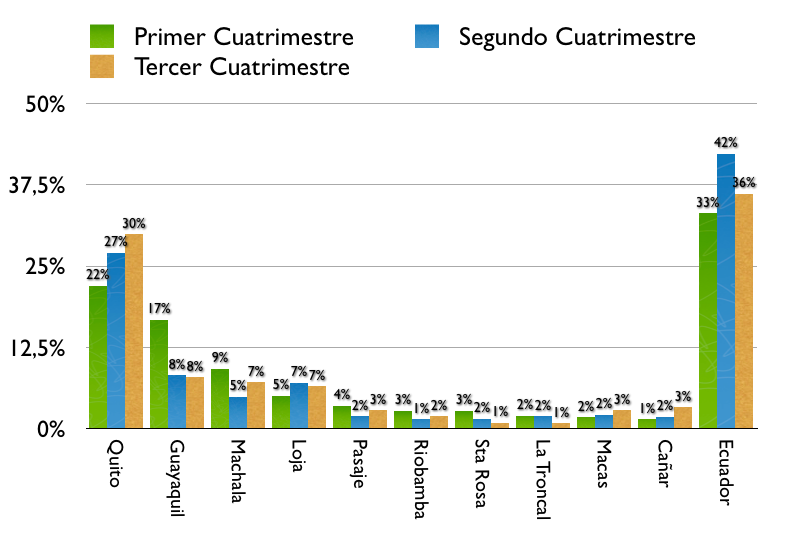 Primer Cuatrimestre
Segundo Cuatrimestre
Tercer Cuatrimestre
50%
37,5%
25%
12,5%
0%
22% 27% 30%
17% 8% 8%
9% 5% 7%
5% 7% 7%
4% 2% 3%
3% 1% 2%
3% 2% 1%
2% 2% 1%
2% 2% 3%
1% 2% 3%
33% 42% 36%
Quito
Guayaquil
Machala
Loja
Pasaje
Riobamba
Sta Rosa
La Troncal
Macas
Cañar
Ecuador